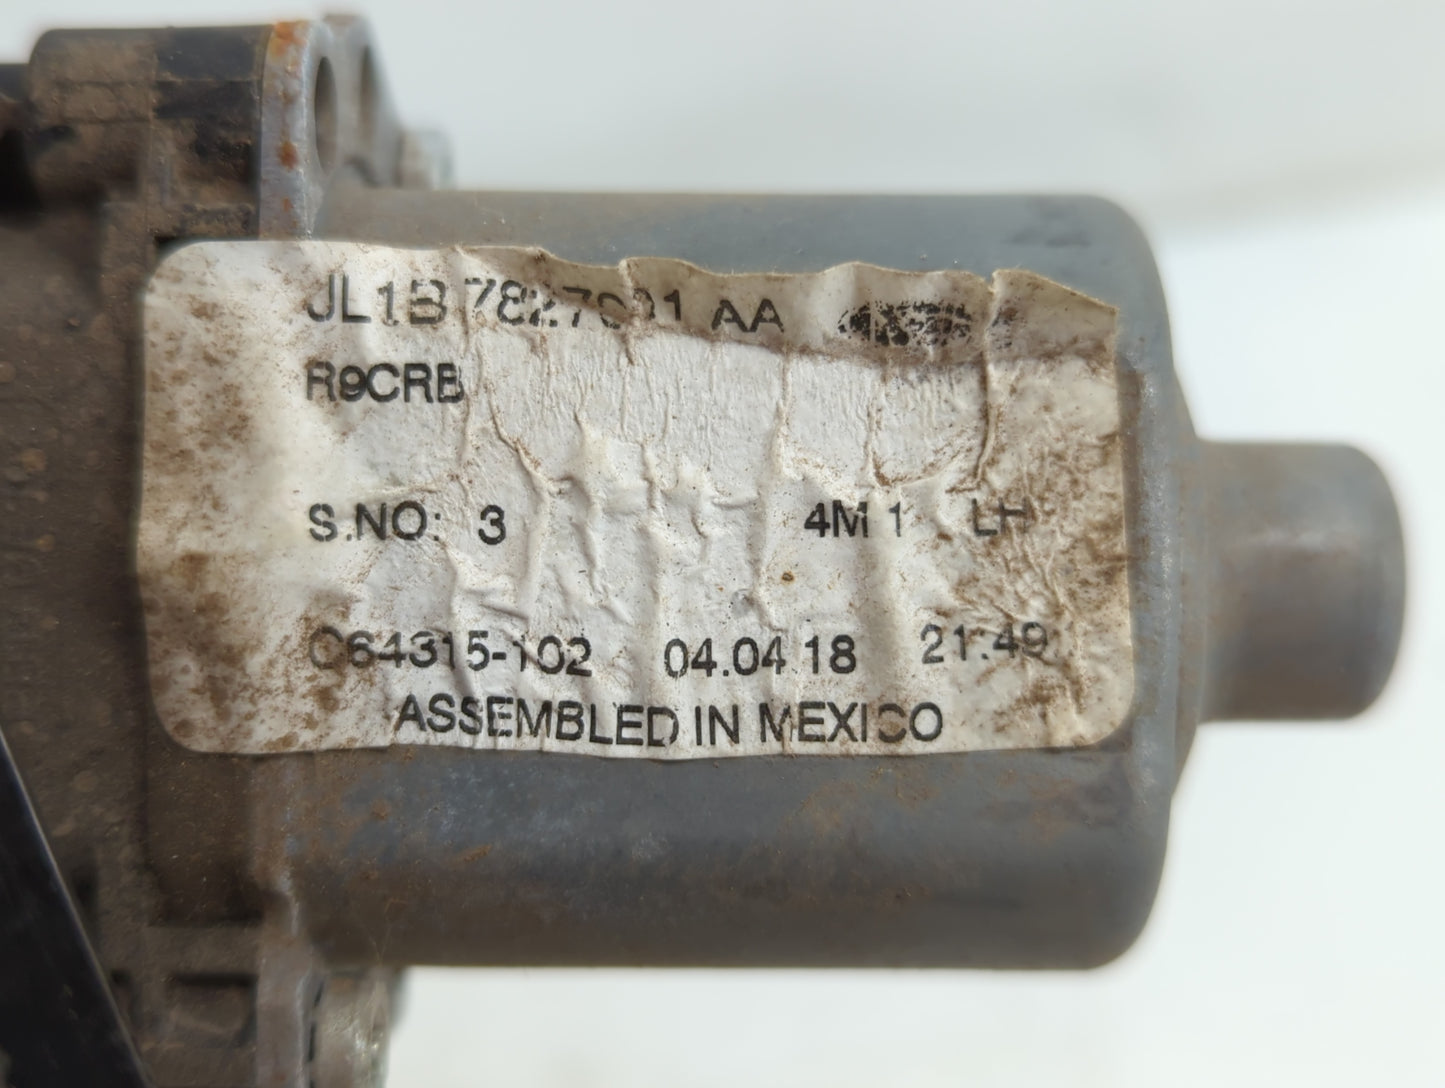 JL1B 7827001 AA
R9CRB
S.NO: 3 4M 1 LH
C64315-102 04.04.18 21:49
ASSEMBLED IN MEXICO